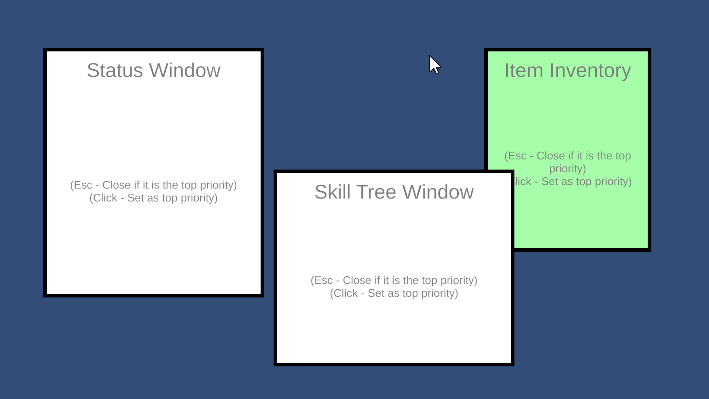 Status Window
(Esc - Close if it is the top priority)
(Click - Set as top priority)
Item Inventory
(Esc - Close if it is the top
priority)
lick - Set as top priority)
Skill Tree Window
(Esc - Close if it is the top priority)
(Click - Set as top priority)